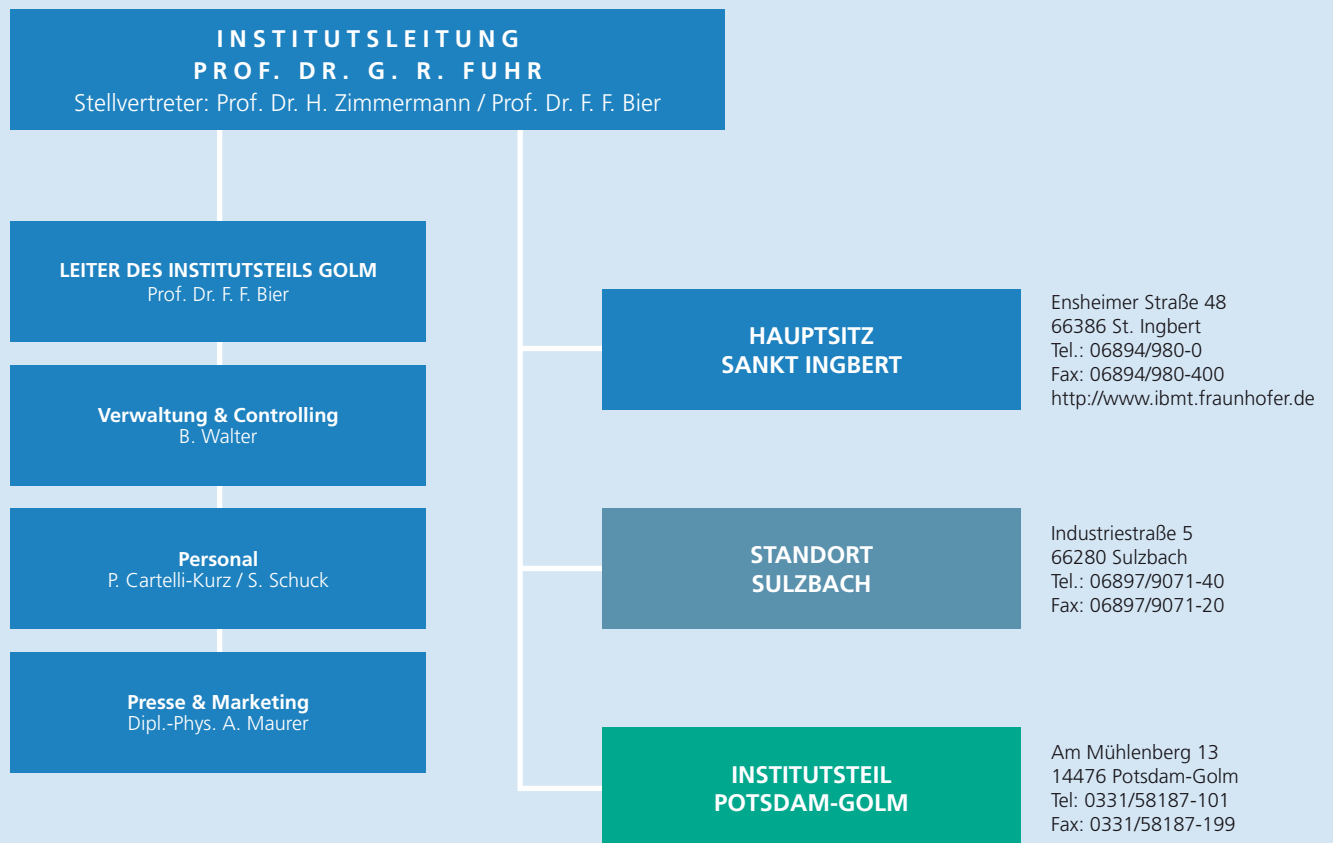 INSTITUTSLEITUNG
PROF. DR. G. R. FUHR
Stellvertreter: Prof. Dr. H. Zimmermann / Prof. Dr. F. F. Bier
LEITER DES INSTITUTSTEILS GOLM
Prof. Dr. F. F. Bier
Verwaltung & Controlling
B. Walter
Personal
P. Cartelli-Kurz / S. Schuck
Presse & Marketing
Dipl.-Phys. A. Maurer
HAUPTSITZ
SANKT INGBERT
Ensheimer Straße 48
66386 St. Ingbert
Tel.: 06894/980-0
Fax: 06894/980-400
http://www.ibmt.fraunhofer.de
STANDORT
SULZBACH
Industriestraße 5
66280 Sulzbach
Tel.: 06897/9071-40
Fax: 06897/9071-20
INSTITUTSTEIL
POTSDAM-GOLM
Am Mühlenberg 13
14476 Potsdam-Golm
Tel: 0331/58187-101
Fax: 0331/58187-199